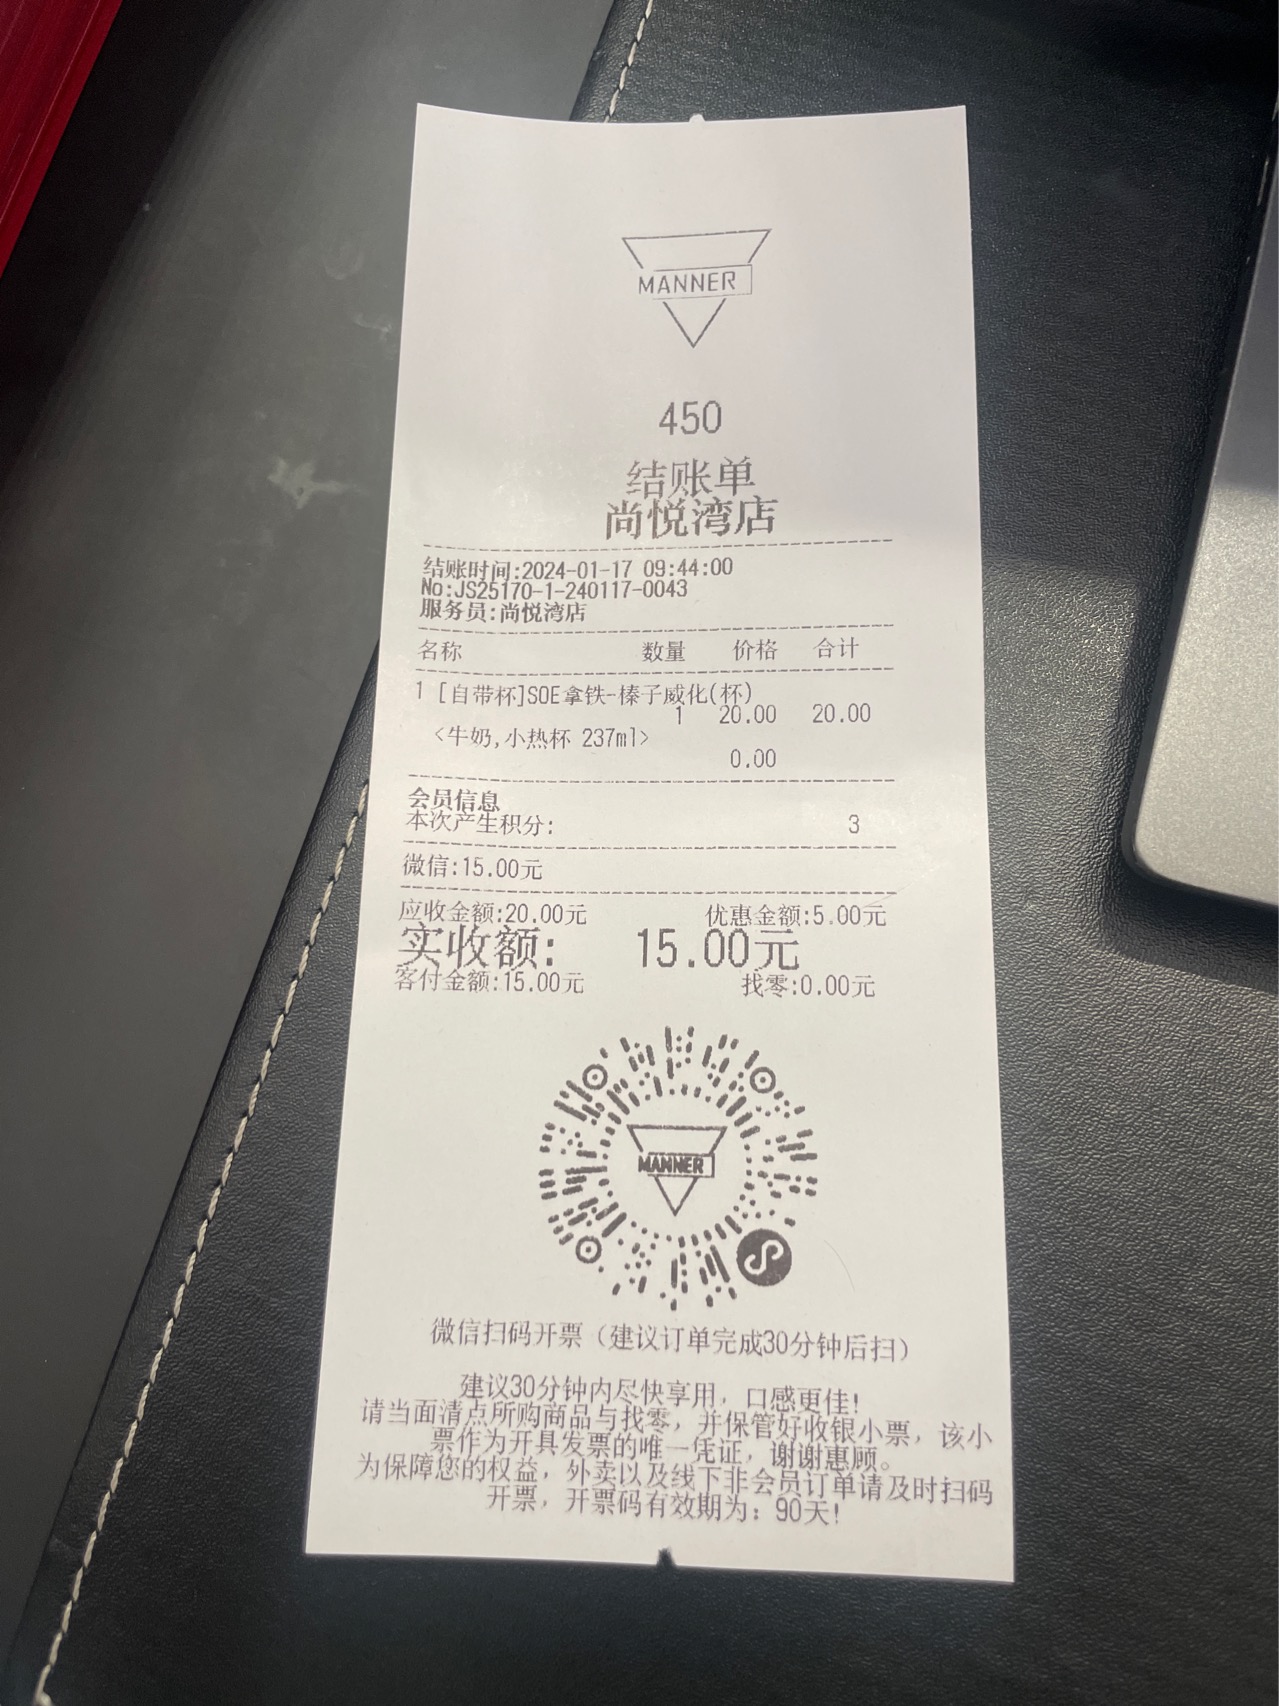 MANNER
450
结账单
尚悦湾店
结账时间:2024-01-17 09:44:00
No:JS25170-1-240117-0043
服务员:尚悦湾店
名称 数量 价格 合计
1 [自带杯]SOE拿铁-榛子威化(杯)
1 20.00 20.00
<牛奶,小热杯 237ml>
0.00
会员信息
本次产生积分: 3
微信:15.00元
应收金额:20.00元 优惠金额:5.00元
实收额: 15.00元
客付金额:15.00元 找零:0.00元
MANNER
微信扫码开票（建议订单完成30分钟后扫）
建议30分钟内尽快享用，口感更佳!
请当面清点所购商品与找零，并保管好收银小票，该小
票作为开具发票的唯一凭证，谢谢惠顾。
为保障您的权益，外卖以及线下非会员订单请及时扫码
开票，开票码有效期为：90天!